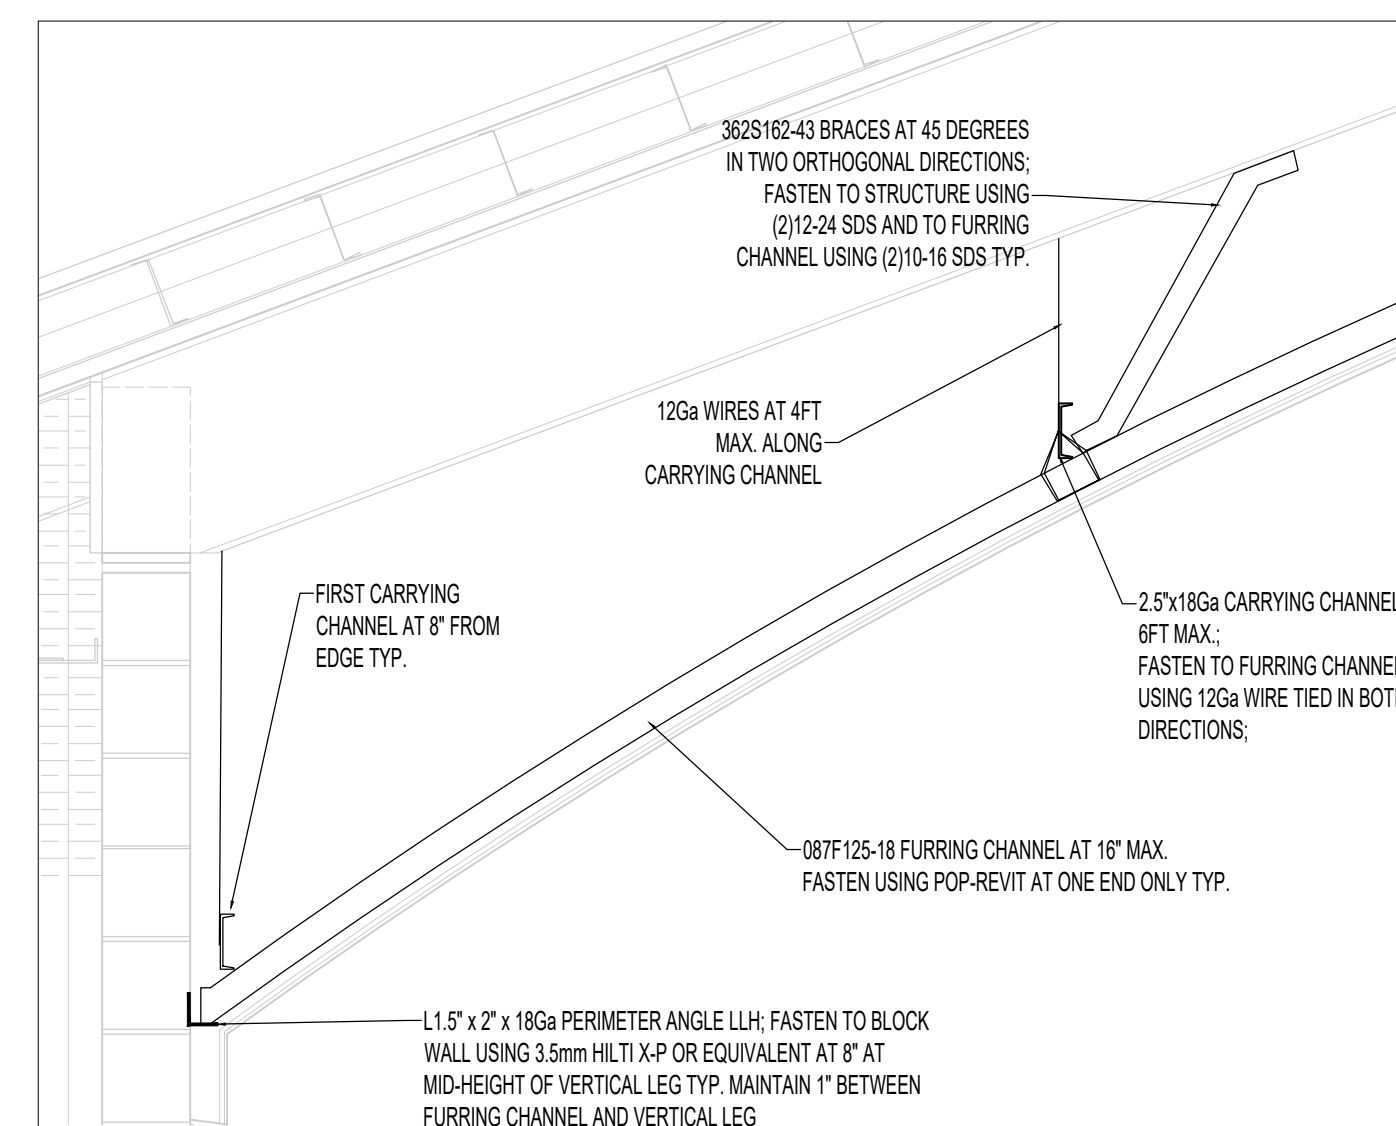 362S162-43 BRACES AT 45 DEGREES
IN TWO ORTHOGONAL DIRECTIONS;
FASTEN TO STRUCTURE USING
(2)12-24 SDS AND TO FURRING
CHANNEL USING (2)10-16 SDS TYP.
12Ga WIRES AT 4FT
MAX. ALONG
CARRYING CHANNEL
FIRST CARRYING
CHANNEL AT 8" FROM
EDGE TYP.
2.5"x18Ga CARRYING CHANNEL
6FT MAX.;
FASTEN TO FURRING CHANNEL
USING 12Ga WIRE TIED IN BOTH
DIRECTIONS;
087F125-18 FURRING CHANNEL AT 16" MAX.
FASTEN USING POP-REVIT AT ONE END ONLY TYP.
L1.5" x 2" x 18Ga PERIMETER ANGLE LLH; FASTEN TO BLOCK
WALL USING 3.5mm HILTI X-P OR EQUIVALENT AT 8" AT
MID-HEIGHT OF VERTICAL LEG TYP. MAINTAIN 1" BETWEEN
FURRING CHANNEL AND VERTICAL LEG